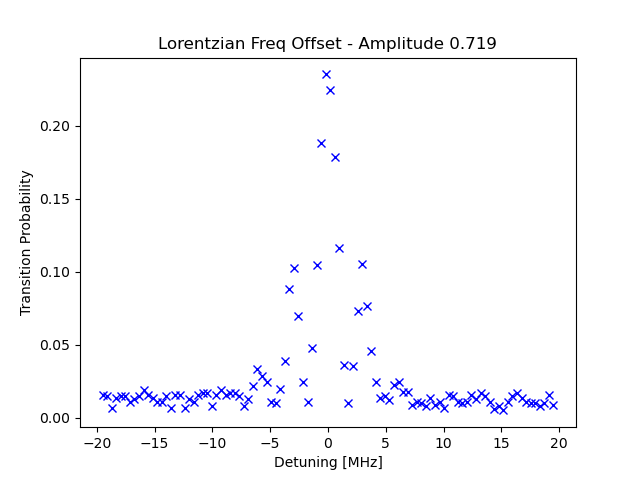 Lorentzian Freq Offset - Amplitude 0.719
Transition Probability
0.20
0.15
0.10
0.05
0.00
−20 −15 −10 −5 0 5 10 15 20
Detuning [MHz]